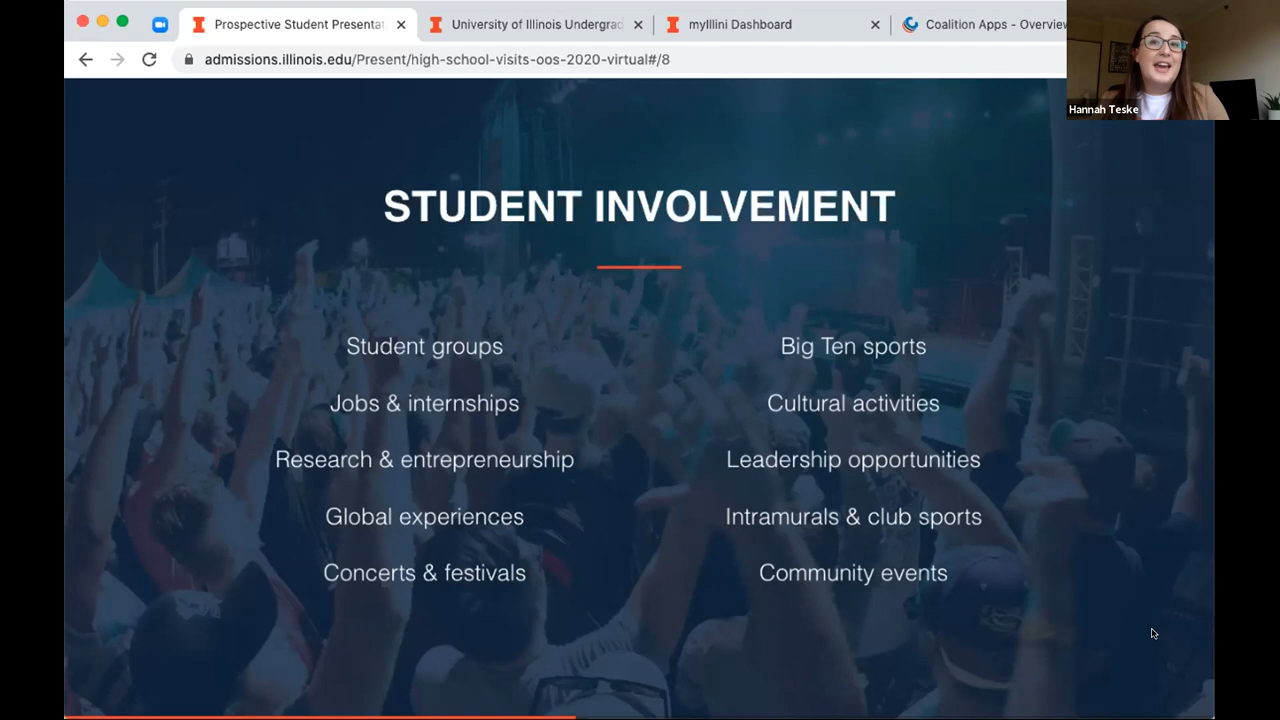 Prospective Student Presentat
University of Illinois Undergrad
myIllini Dashboard
Coalition Apps - Overview
admissions.illinois.edu/Present/high-school-visits-oos-2020-virtual#/8
Hannah Teske
STUDENT INVOLVEMENT
Student groups
Jobs & internships
Research & entrepreneurship
Global experiences
Concerts & festivals
Big Ten sports
Cultural activities
Leadership opportunities
Intramurals & club sports
Community events